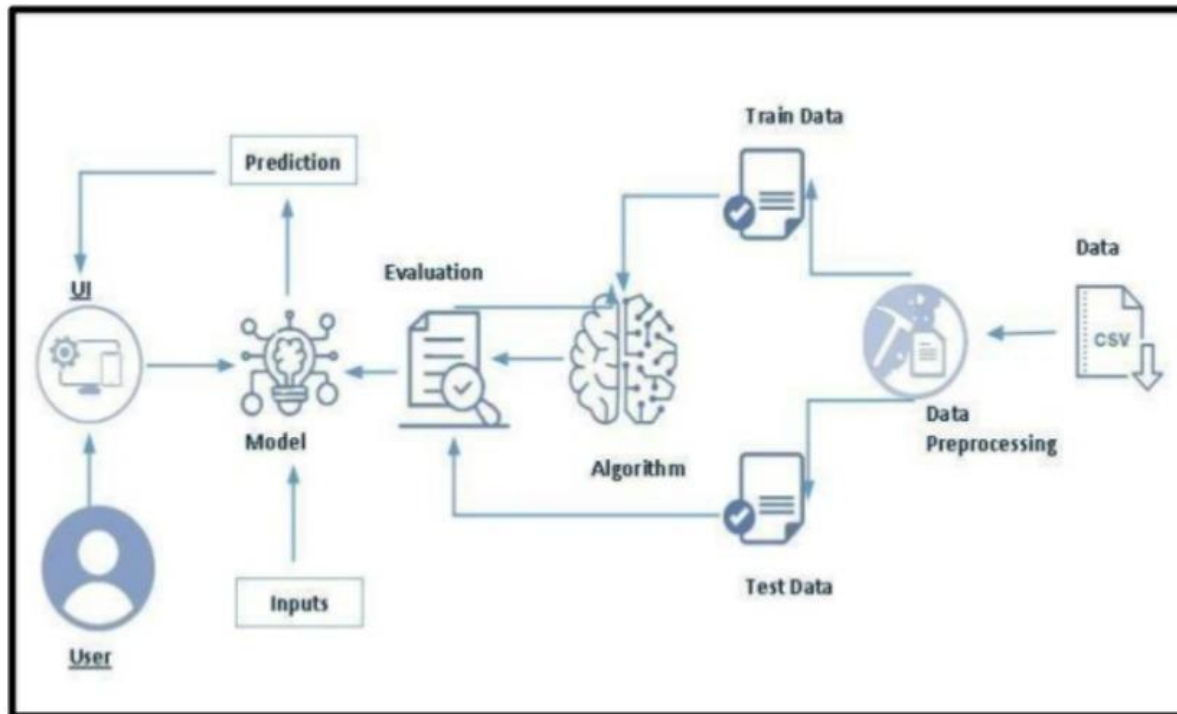 Train Data
Prediction
Data
Evaluation
UI
CSV
Data
Preprocessing
Model
Algorithm
Test Data
Inputs
User